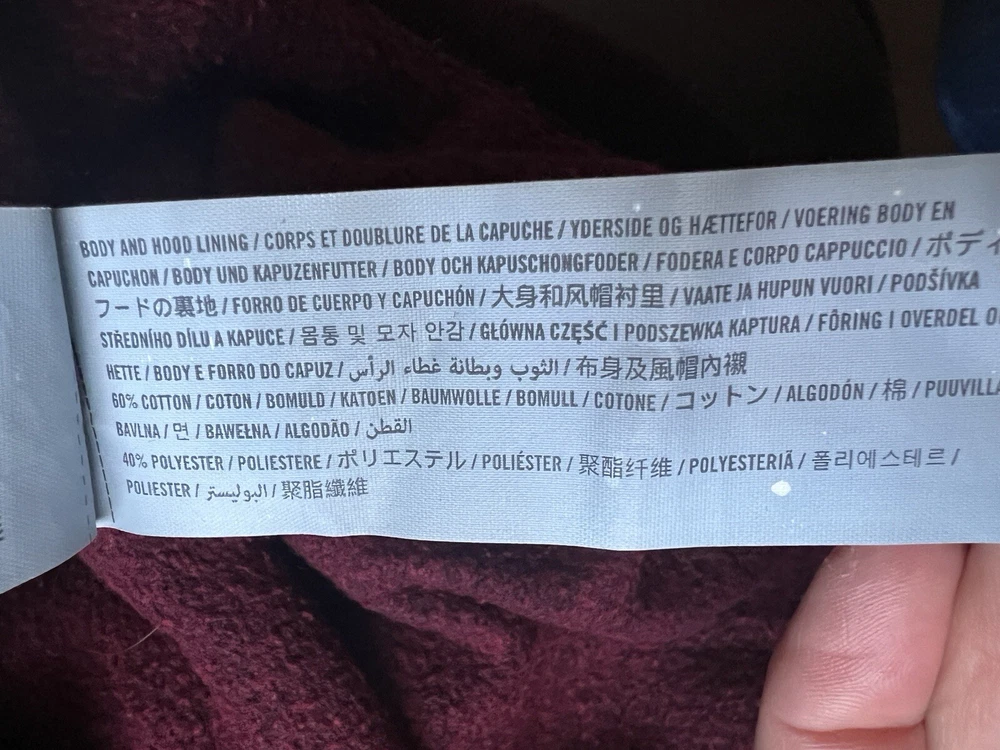 BODY AND HOOD LINING / CORPS ET DOUBLURE DE LA CAPUCHE / YDERSIDE OG HÆTTEFOR / VOERING BODY EN
CAPUCHON / BODY UND KAPUZENFUTTER / BODY OCH KAPUSCHONGFODER / FODERA E CORPO CAPPUCCIO / ボディ
フードの裏地 / FORRO DE CUERPO Y CAPUCHÓN / 大身和风帽衬里 / VAATE JA HUPUN VUORI / PODŠÍVKA
STŘEDNÍHO DÍLU A KAPUCE / 몸통 및 모자 안감 / GŁÓWNA CZĘŚĆ I PODSZEWKA KAPTURA / FÔRING I OVERDEL
HETTE / BODY E FORRO DO CAPUZ / الثوب وبطانة غطاء الرأس / 布身及風帽內襯
60% COTTON / COTON / BOMULD / KATOEN / BAUMWOLLE / BOMULL / COTONE / コットン / ALGODÓN / 棉 / PUUVILLA
BAVLNA / 면 / BAWEŁNA / ALGODÃO / القطن
40% POLYESTER / POLIESTERE / ポリエステル / POLIÉSTER / 聚酯纤维 / POLYESTERIÄ / 폴리에스테르 /
POLIESTER / البوليستر / 聚脂纖維